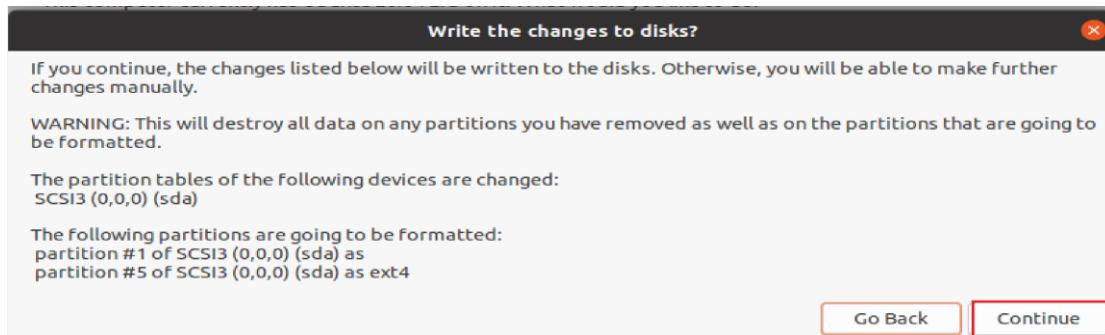 Write the changes to disks?
If you continue, the changes listed below will be written to the disks. Otherwise, you will be able to make further
changes manually.
WARNING: This will destroy all data on any partitions you have removed as well as on the partitions that are going to
be formatted.
The partition tables of the following devices are changed:
SCSI3 (0,0,0) (sda)
The following partitions are going to be formatted:
partition #1 of SCSI3 (0,0,0) (sda) as
partition #5 of SCSI3 (0,0,0) (sda) as ext4
Go Back Continue